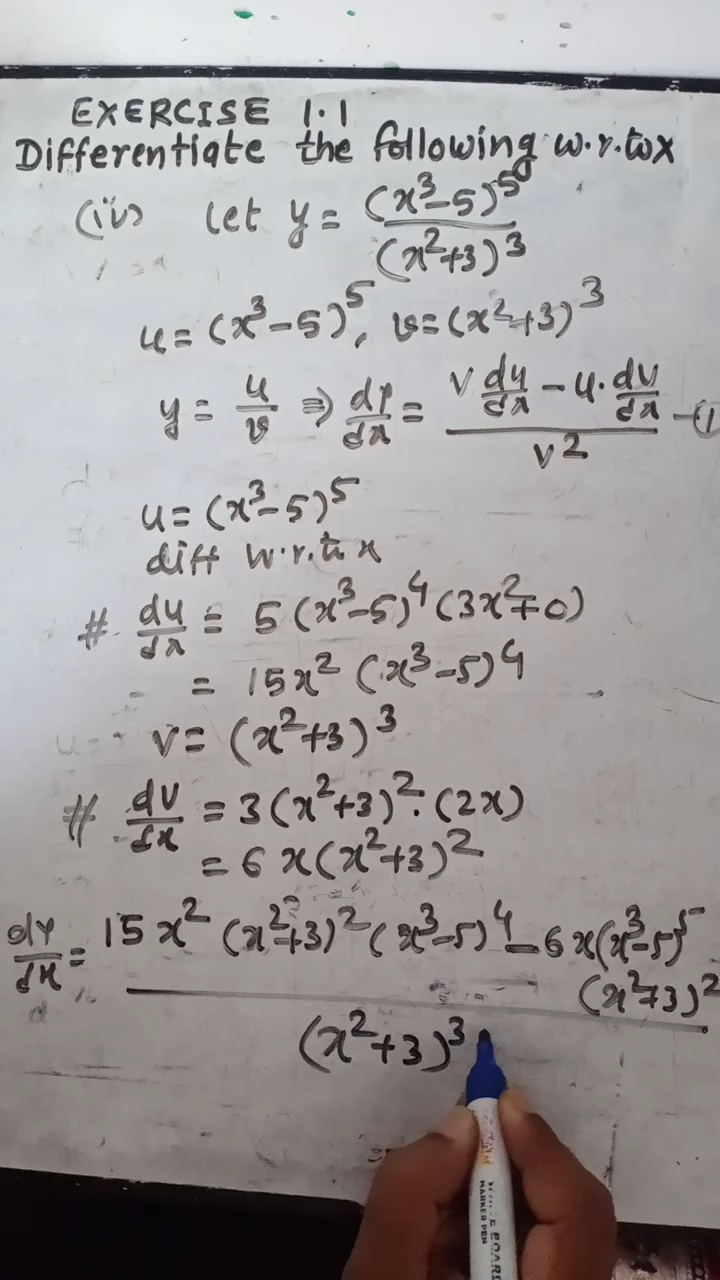 EXERCISE 1.1
Differentiate the following w.r.to x
(iv) Let y = (x³-5)⁵ / (x²+3)³
u = (x³-5)⁵, v = (x²+3)³
y = u/v ⇒ dy/dx = (v du/dx - u. dv/dx) / v² - (1
u = (x³-5)⁵
diff w.r.to x
# du/dx = 5(x³-5)⁴(3x²-0)
= 15x² (x³-5)⁴
v = (x²+3)³
# dv/dx = 3(x²+3)².(2x)
= 6x(x²+3)²
dy/dx = 15x² (x²+3)² (x³-5)⁴ - 6x(x³-5)⁵
(x²+3)²
(x²+3)³
MARKER PEN